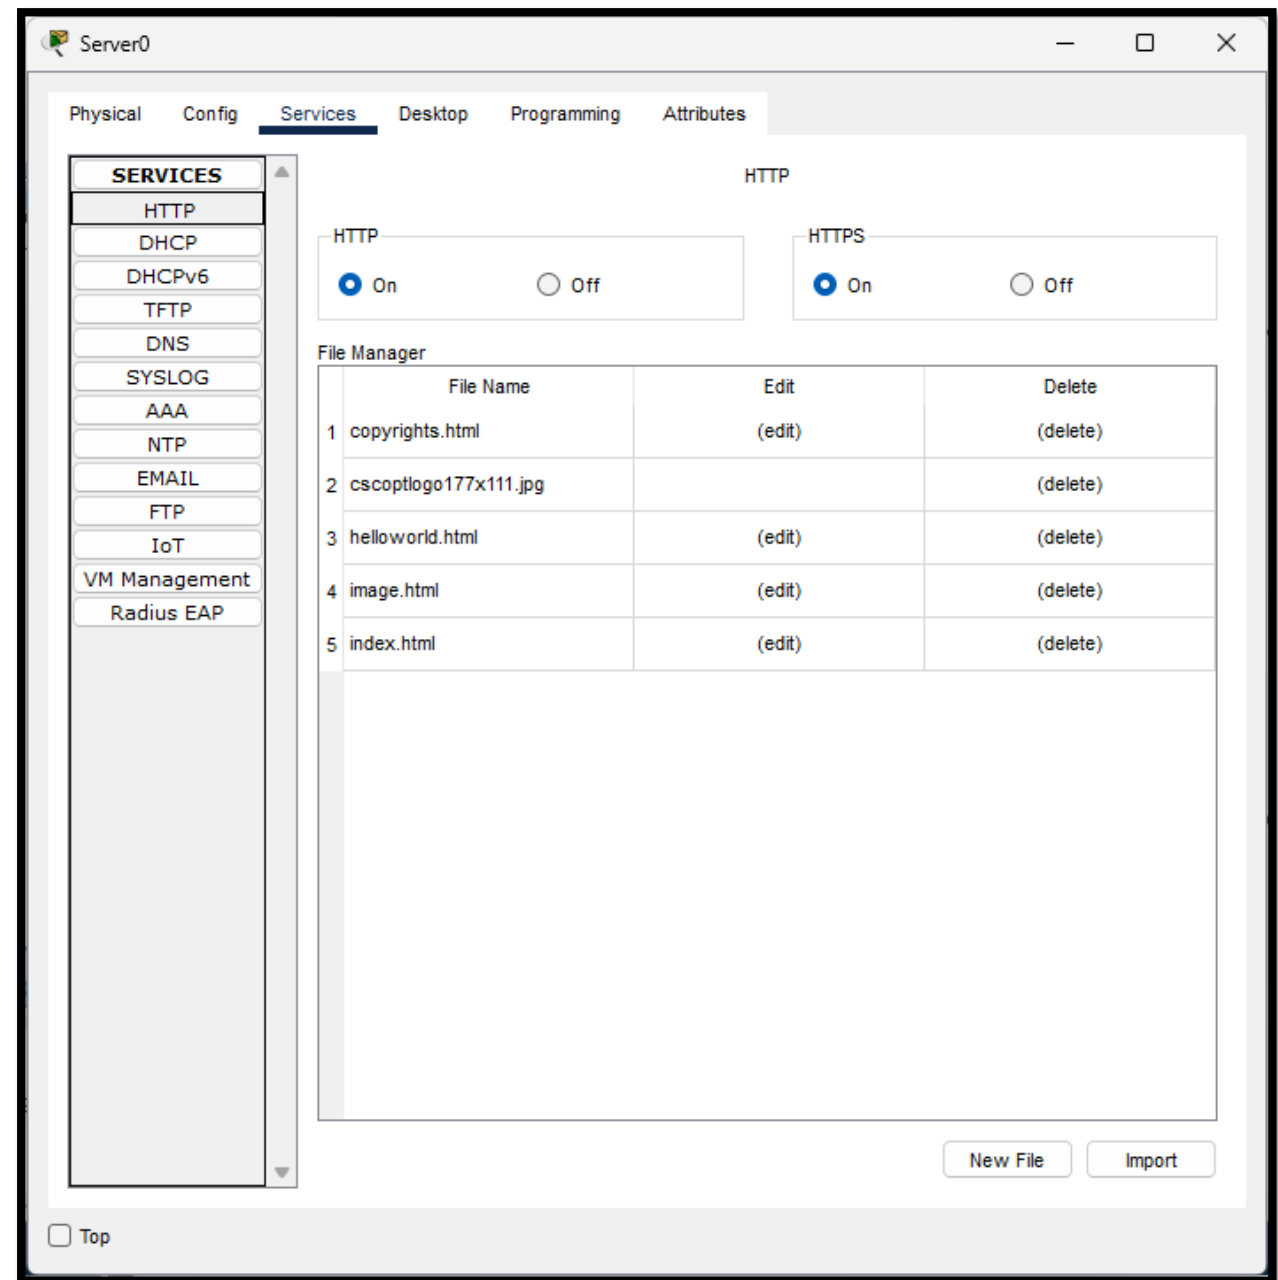 Server0
Physical Config Services Desktop Programming Attributes
SERVICES
HTTP
DHCP
DHCPv6
TFTP
DNS
SYSLOG
AAA
NTP
EMAIL
FTP
IoT
VM Management
Radius EAP
HTTP
HTTP
On Off
HTTPS
On Off
File Manager
File Name Edit Delete
1 copyrights.html (edit) (delete)
2 cscoptlogo177x111.jpg (delete)
3 helloworld.html (edit) (delete)
4 image.html (edit) (delete)
5 index.html (edit) (delete)
New File Import
Top